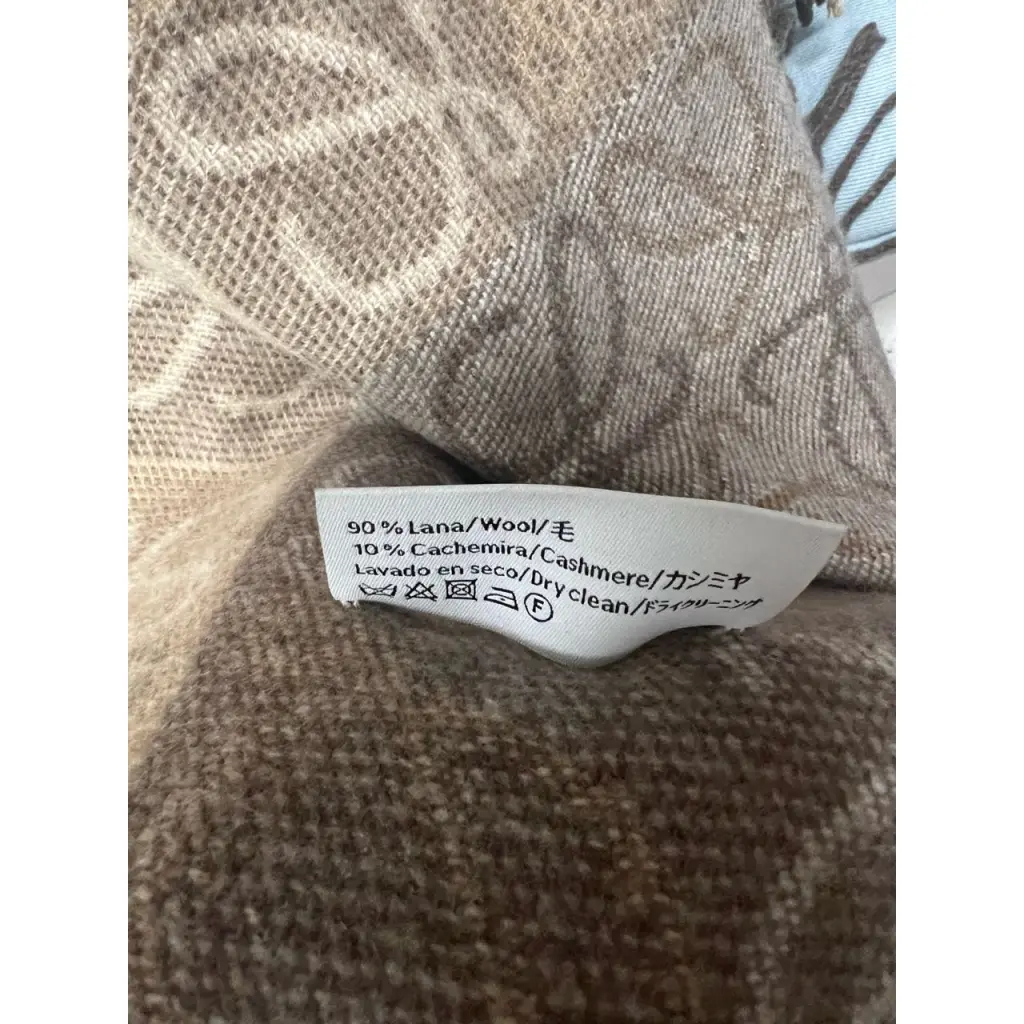 90 % Lana/Wool/毛
10 % Cachemira/Cashmere/カシミヤ
Lavado en seco/Dry clean/ドライクリーニング
F